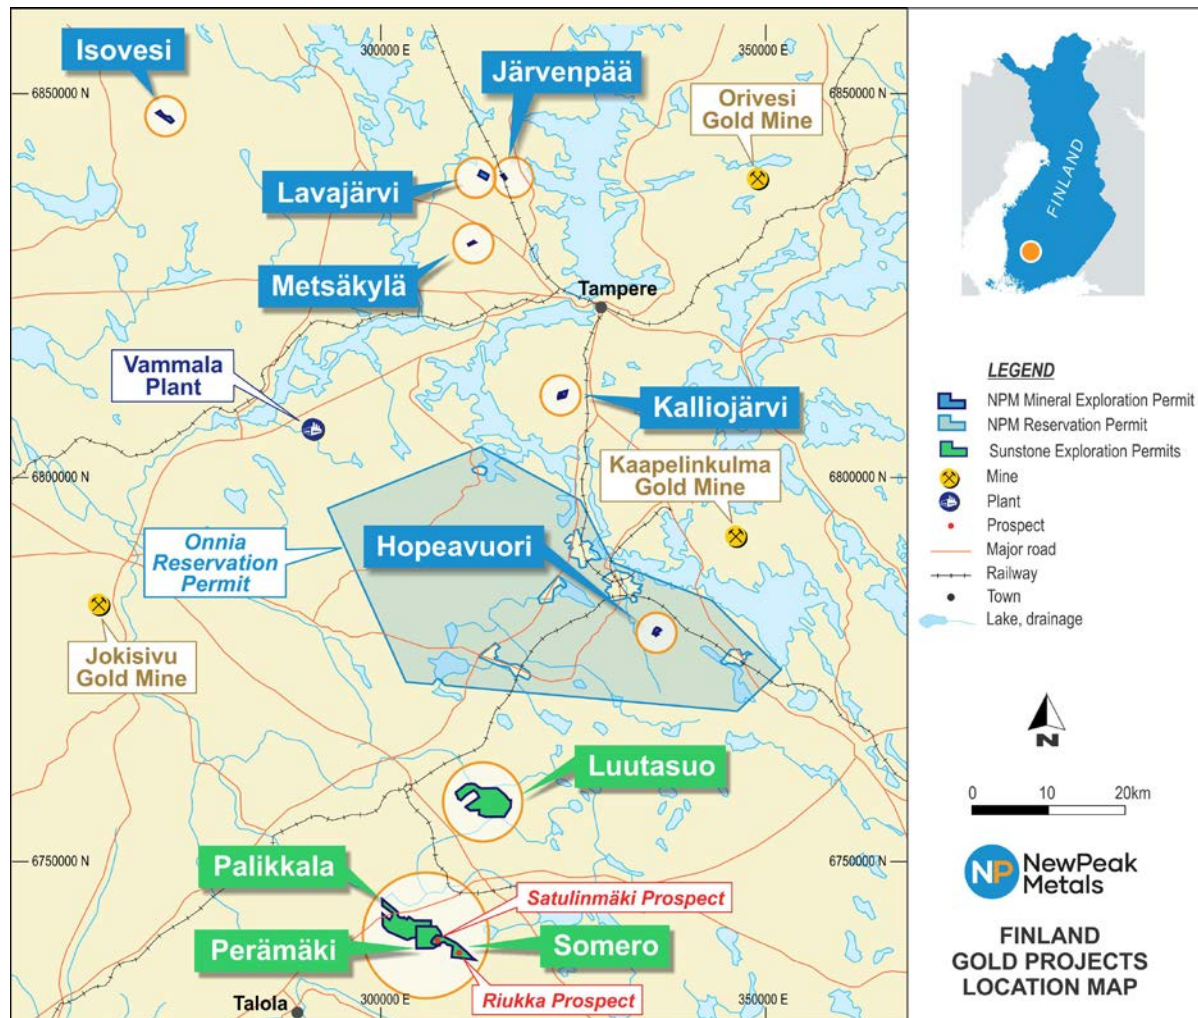 300000 E
350000 E
Isovesi
Järvenpää
6850000 N
6850000 N
Orivesi
Gold Mine
Lavajärvi
Metsäkylä
Tampere
Vammala
Plant
Kalliojärvi
Kaapelinkulma
Gold Mine
6800000 N
6800000 N
Onnia
Reservation
Permit
Hopeavuori
Jokisivu
Gold Mine
Luutasuo
6750000 N
6750000 N
Palikkala
Satulinmäki Prospect
Perämäki
Somero
Riukka Prospect
Talola
300000 E
350000 E
FINLAND
LEGEND
NPM Mineral Exploration Permit
NPM Reservation Permit
Sunstone Exploration Permits
Mine
Plant
Prospect
Major road
Railway
Town
Lake, drainage
N
0 10 20km
NP NewPeak
Metals
FINLAND
GOLD PROJECTS
LOCATION MAP